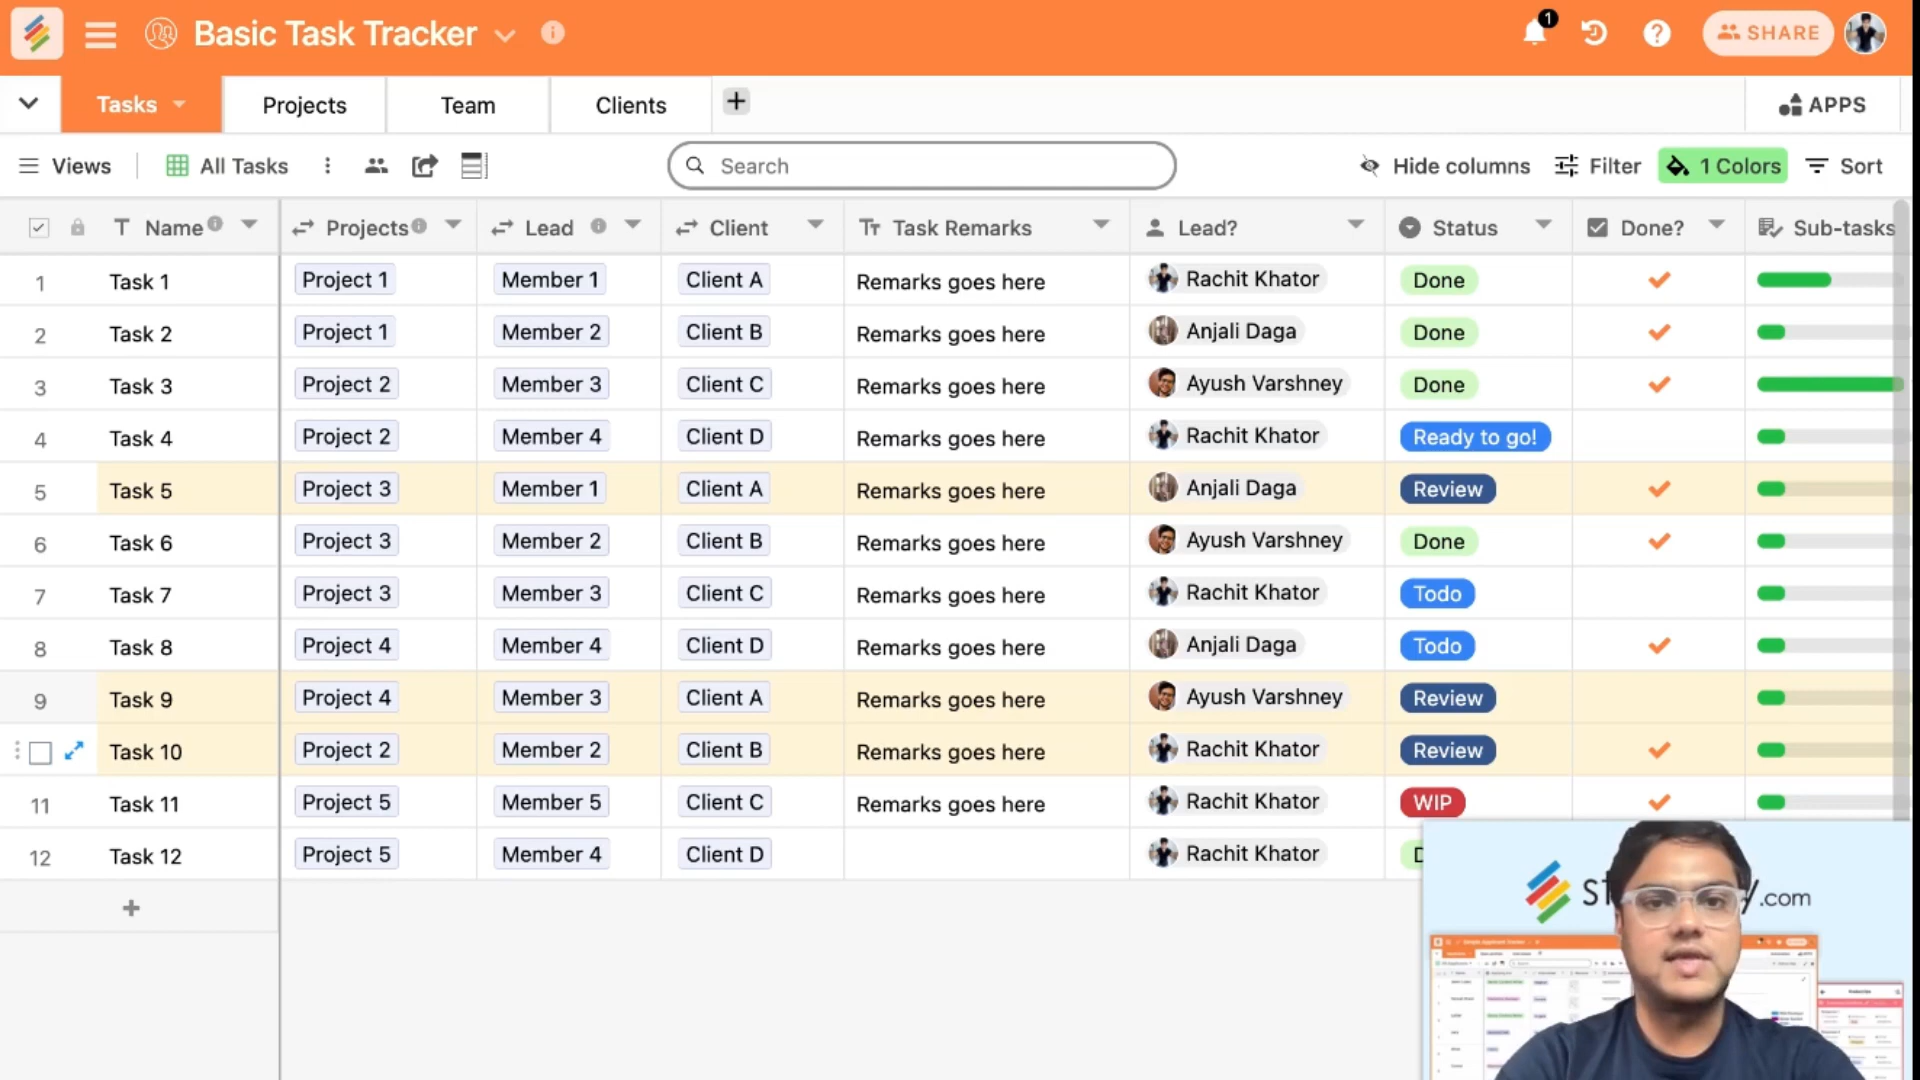 Basic Task Tracker
1
SHARE
Tasks Projects Team Clients + APPS
Views All Tasks Search Hide columns Filter 1 Colors Sort
Name Projects Lead Client Task Remarks Lead? Status Done? Sub-tasks
1 Task 1 Project 1 Member 1 Client A Remarks goes here Rachit Khator Done
2 Task 2 Project 1 Member 2 Client B Remarks goes here Anjali Daga Done
3 Task 3 Project 2 Member 3 Client C Remarks goes here Ayush Varshney Done
4 Task 4 Project 2 Member 4 Client D Remarks goes here Rachit Khator Ready to go!
5 Task 5 Project 3 Member 1 Client A Remarks goes here Anjali Daga Review
6 Task 6 Project 3 Member 2 Client B Remarks goes here Ayush Varshney Done
7 Task 7 Project 3 Member 3 Client C Remarks goes here Rachit Khator Todo
8 Task 8 Project 4 Member 4 Client D Remarks goes here Anjali Daga Todo
9 Task 9 Project 4 Member 3 Client A Remarks goes here Ayush Varshney Review
Task 10 Project 2 Member 2 Client B Remarks goes here Rachit Khator Review
11 Task 11 Project 5 Member 5 Client C Remarks goes here Rachit Khator WIP
12 Task 12 Project 5 Member 4 Client D Rachit Khator
+
.com